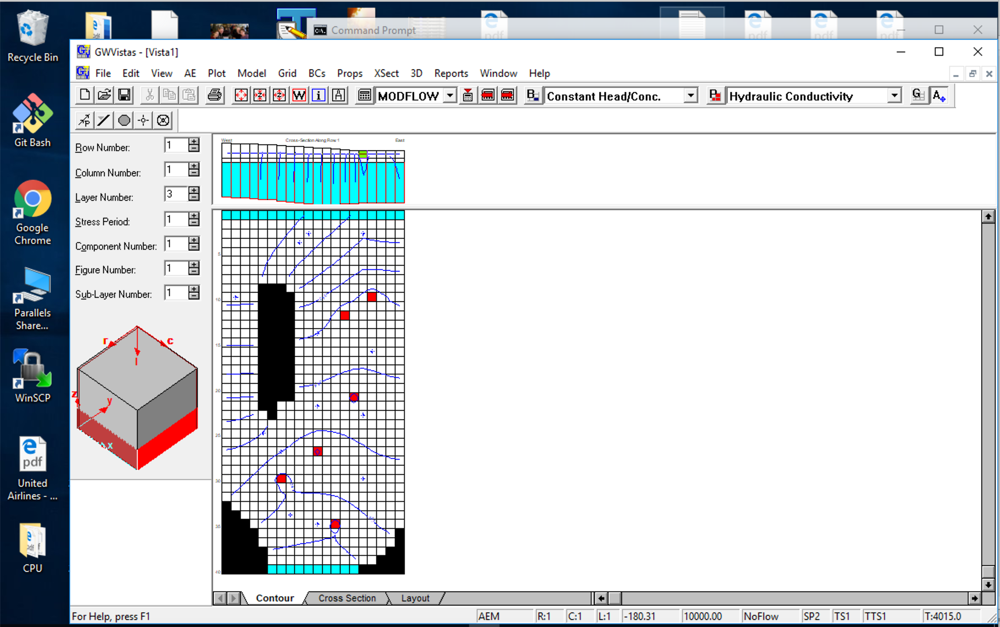 Command Prompt
Recycle Bin
GWVistas - [Vista1]
File Edit View AE Plot Model Grid BCs Props XSect 3D Reports Window Help
MODFLOW
Constant Head/Conc.
Hydraulic Conductivity
Row Number: 1
Column Number: 1
Layer Number: 3
Stress Period: 1
Component Number: 1
Figure Number: 1
Sub-Layer Number: 1
West Cross-Section Along Row 1 East
5
10
15
20
25
30
35
40
r
c
l
z
y
x
Git Bash
Google
Chrome
Parallels
Share...
WinSCP
pdf
United
Airlines - ...
CPU
Contour Cross Section Layout
For Help, press F1
AEM R:1 C:1 L:1 -180.31 10000.00 NoFlow SP2 TS1 TTS1 T:4015.0